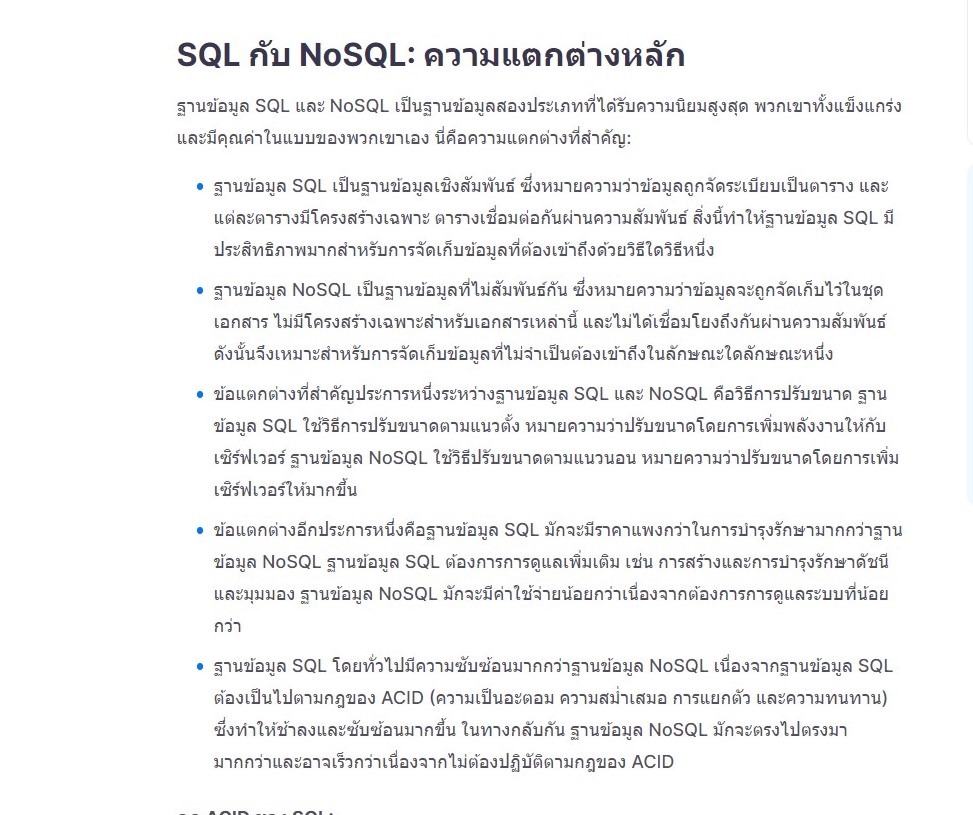 SQL กับ NoSQL: ความแตกต่างหลัก
ฐานข้อมูล SQL และ NoSQL เป็นฐานข้อมูลสองประเภทที่ได้รับความนิยมสูงสุด พวกเขาทั้งแข็งแกร่ง
และมีคุณค่าในแบบของพวกเขาเอง นี่คือความแตกต่างที่สำคัญ:
ฐานข้อมูล SQL เป็นฐานข้อมูลเชิงสัมพันธ์ ซึ่งหมายความว่าข้อมูลถูกจัดระเบียบเป็นตาราง และ
แต่ละตารางมีโครงสร้างเฉพาะ ตารางเชื่อมต่อกันผ่านความสัมพันธ์ สิ่งนี้ทำให้ฐานข้อมูล SQL มี
ประสิทธิภาพมากสำหรับการจัดเก็บข้อมูลที่ต้องเข้าถึงด้วยวิธีใดวิธีหนึ่ง
ฐานข้อมูล NoSQL เป็นฐานข้อมูลที่ไม่สัมพันธ์กัน ซึ่งหมายความว่าข้อมูลจะถูกจัดเก็บไว้ในชุด
เอกสาร ไม่มีโครงสร้างเฉพาะสำหรับเอกสารเหล่านี้ และไม่ได้เชื่อมโยงถึงกันผ่านความสัมพันธ์
ดังนั้นจึงเหมาะสำหรับการจัดเก็บข้อมูลที่ไม่จำเป็นต้องเข้าถึงในลักษณะใดลักษณะหนึ่ง
ข้อแตกต่างที่สำคัญประการหนึ่งระหว่างฐานข้อมูล SQL และ NoSQL คือวิธีการปรับขนาด ฐาน
ข้อมูล SQL ใช้วิธีการปรับขนาดตามแนวตั้ง หมายความว่าปรับขนาดโดยการเพิ่มพลังงานให้กับ
เซิร์ฟเวอร์ ฐานข้อมูล NoSQL ใช้วิธีปรับขนาดตามแนวนอน หมายความว่าปรับขนาดโดยการเพิ่ม
เซิร์ฟเวอร์ให้มากขึ้น
ข้อแตกต่างอีกประการหนึ่งคือฐานข้อมูล SQL มักจะมีราคาแพงกว่าในการบำรุงรักษามากกว่าฐาน
ข้อมูล NoSQL ฐานข้อมูล SQL ต้องการการดูแลเพิ่มเติม เช่น การสร้างและการบำรุงรักษาดัชนี
และมุมมอง ฐานข้อมูล NoSQL มักจะมีค่าใช้จ่ายน้อยกว่าเนื่องจากต้องการการดูแลระบบที่น้อย
กว่า
ฐานข้อมูล SQL โดยทั่วไปมีความซับซ้อนมากกว่าฐานข้อมูล NoSQL เนื่องจากฐานข้อมูล SQL
ต้องเป็นไปตามกฎของ ACID (ความเป็นอะตอม ความสม่ำเสมอ การแยกตัว และความทนทาน)
ซึ่งทำให้ช้าลงและซับซ้อนมากขึ้น ในทางกลับกัน ฐานข้อมูล NoSQL มักจะตรงไปตรงมา
มากกว่าและอาจเร็วกว่าเนื่องจากไม่ต้องปฏิบัติตามกฎของ ACID